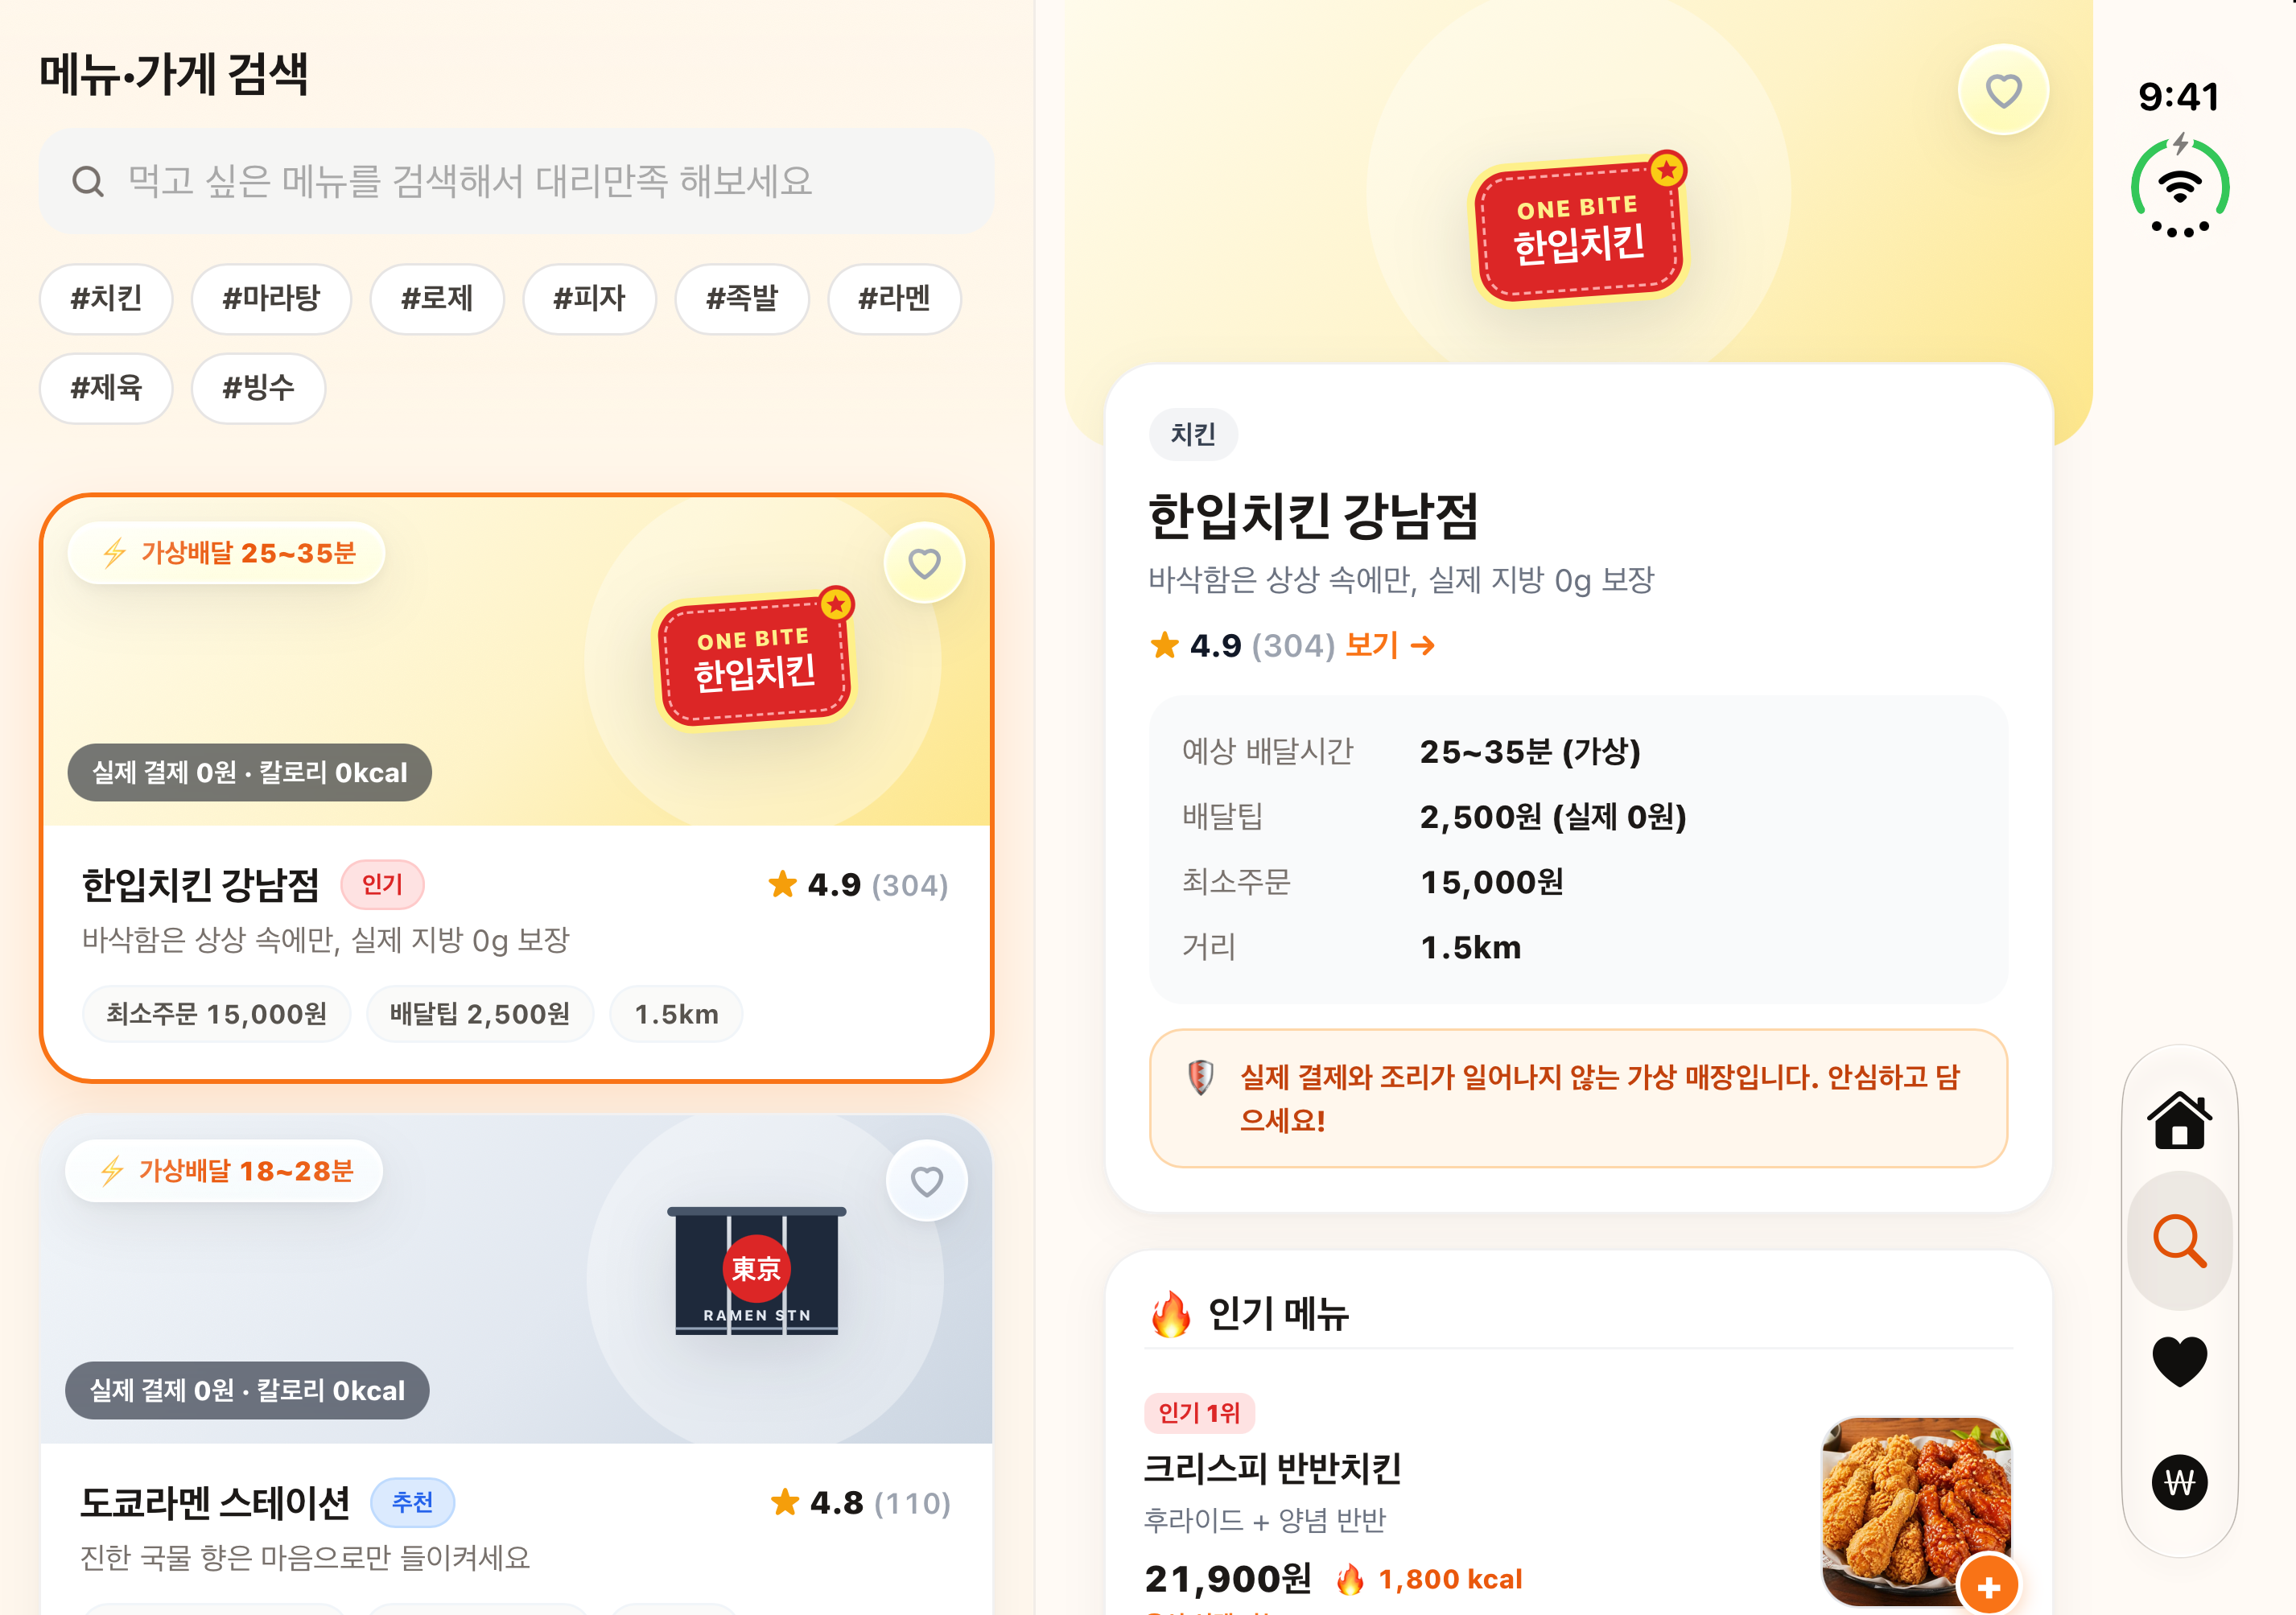 메뉴·가게 검색
먹고 싶은 메뉴를 검색해서 대리만족 해보세요
#치킨 #마라탕 #로제 #피자 #족발 #라멘
#제육 #빙수
가상배달 25~35분
ONE BITE
한입치킨
실제 결제 0원 · 칼로리 0kcal
한입치킨 강남점 인기 4.9 (304)
바삭함은 상상 속에만, 실제 지방 0g 보장
최소주문 15,000원 배달팁 2,500원 1.5km
가상배달 18~28분
東京
RAMEN STN
실제 결제 0원 · 칼로리 0kcal
도쿄라멘 스테이션 추천 4.8 (110)
진한 국물 향은 마음으로만 들이켜세요
ONE BITE
한입치킨
치킨
한입치킨 강남점
바삭함은 상상 속에만, 실제 지방 0g 보장
4.9 (304) 보기 →
예상 배달시간 25~35분 (가상)
배달팁 2,500원 (실제 0원)
최소주문 15,000원
거리 1.5km
실제 결제와 조리가 일어나지 않는 가상 매장입니다. 안심하고 담
으세요!
인기 메뉴
인기 1위
크리스피 반반치킨
후라이드 + 양념 반반
21,900원 1,800 kcal
9:41